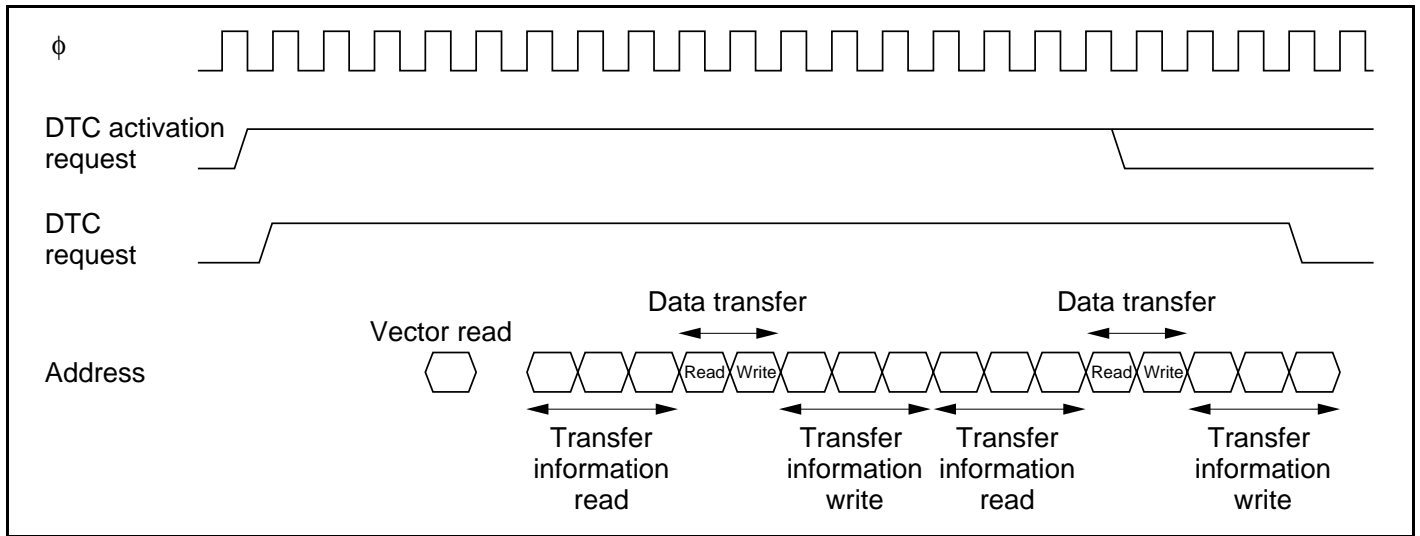 ϕ
DTC activation
request
DTC
request
Data transfer
Data transfer
Vector read
Address
Read
Write
Read
Write
Transfer
information
read
Transfer
information
write
Transfer
information
read
Transfer
information
write